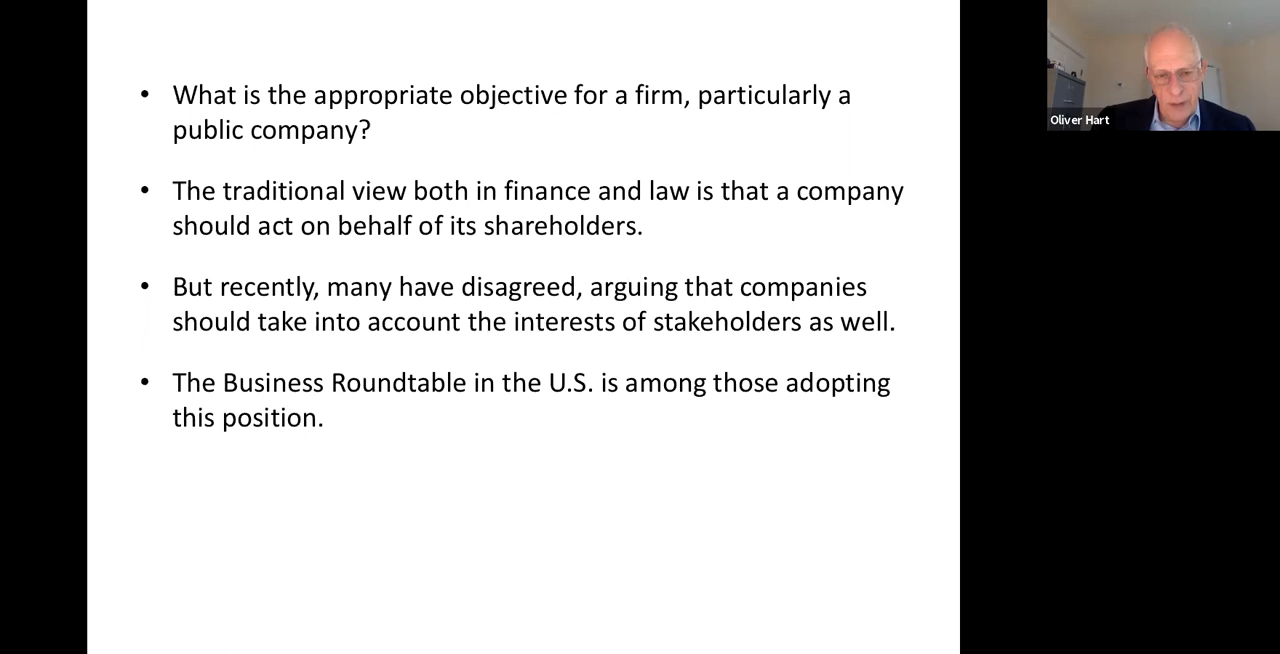 • What is the appropriate objective for a firm, particularly a
public company?
• The traditional view both in finance and law is that a company
should act on behalf of its shareholders.
• But recently, many have disagreed, arguing that companies
should take into account the interests of stakeholders as well.
• The Business Roundtable in the U.S. is among those adopting
this position.
Oliver Hart